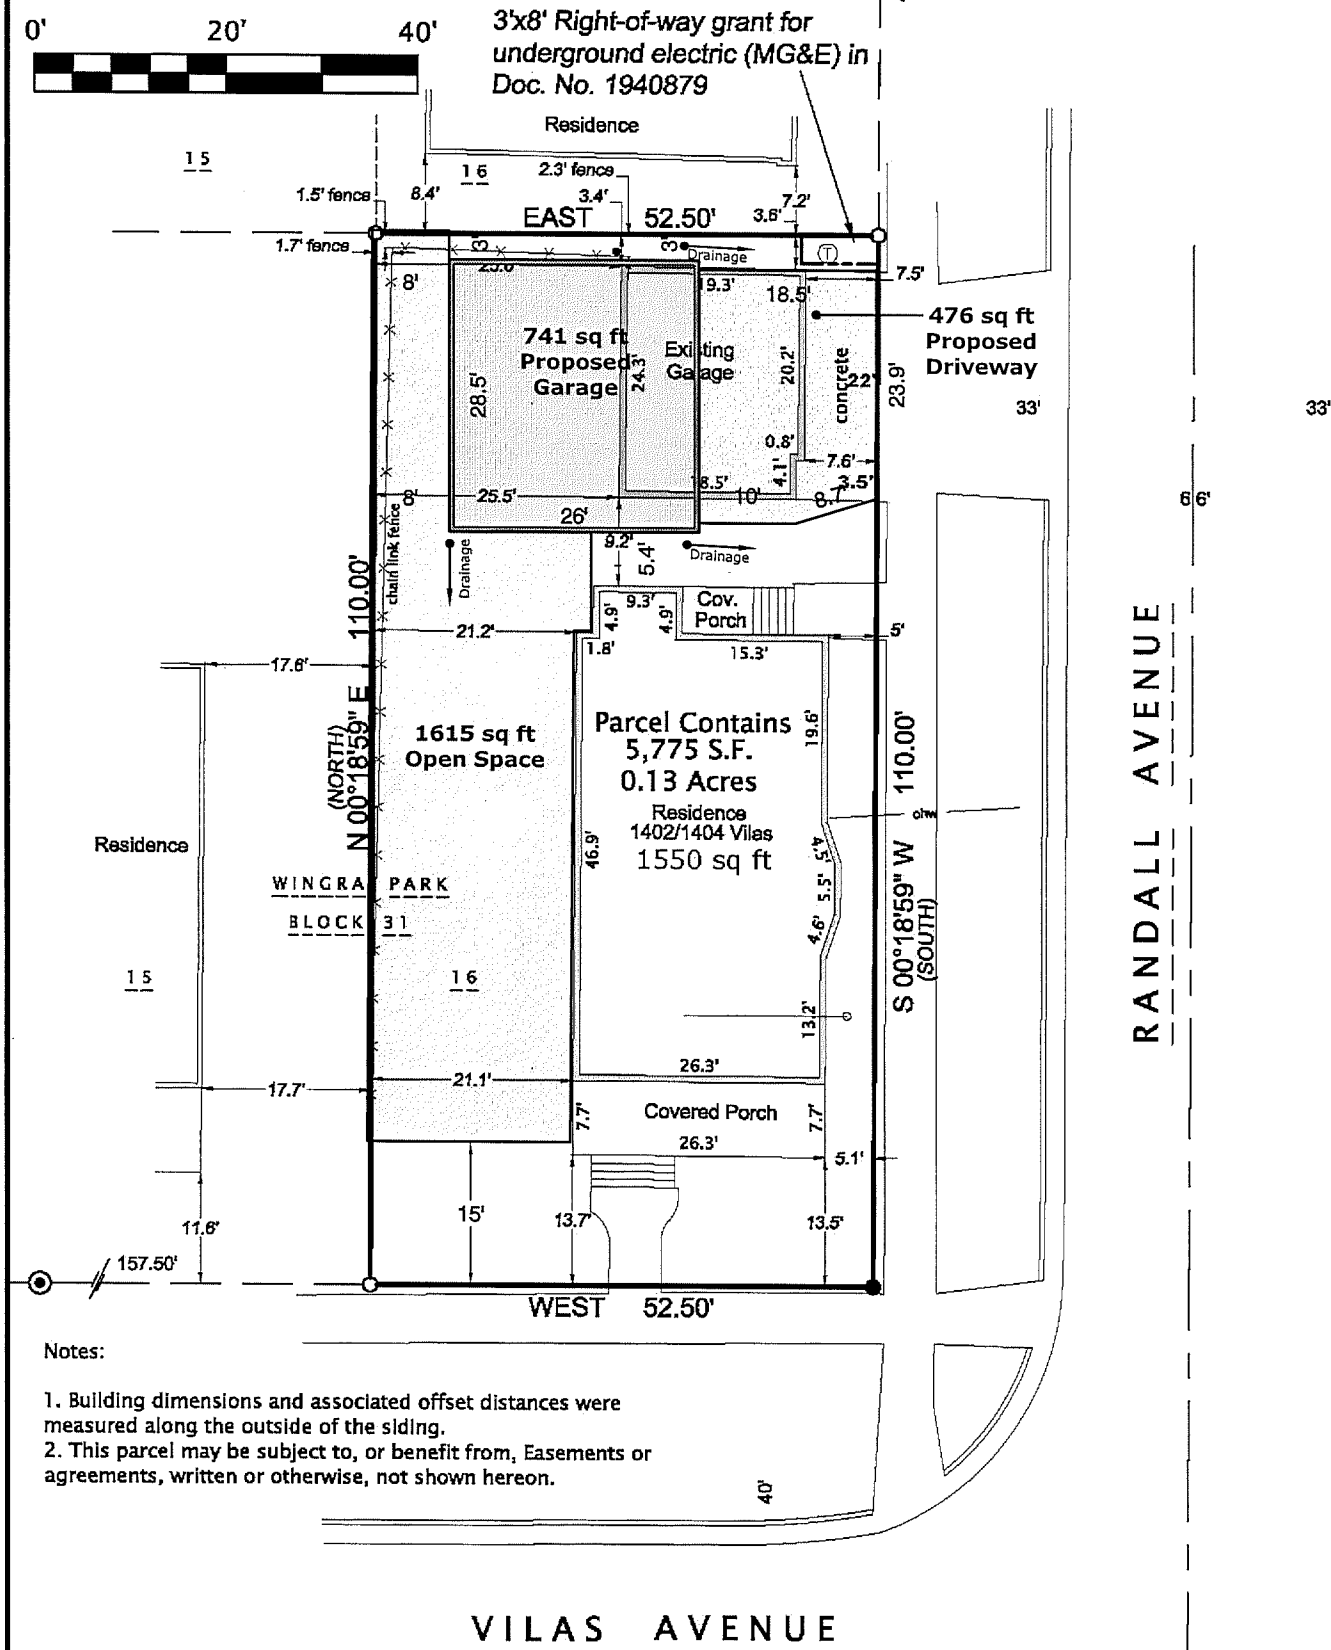 0' 20' 40'
3'x8' Right-of-way grant for
underground electric (MG&E) in
Doc. No. 1940879
Residence
15
16
2.3' fence
1.5' fence
8.4'
3.4'
7.2'
3.6'
EAST 52.50'
1.7' fence
3'
3'
Drainage
T
7.5'
8'
19.3'
18.5'
476 sq ft
Proposed
Driveway
741 sq ft
Proposed
Garage
Existing
Garage
28.5'
24.3'
20.2'
concrete
22'
23.9'
33'
33'
0.8'
4.1'
7.6'
3.5'
8'
25.5'
10'
8.7'
66'
26'
chain link fence
Drainage
9.2'
5.4'
Drainage
N 00°18'59" E 110.00'
(NORTH)
9.3'
Cov.
Porch
4.9'
4.9'
21.2'
5'
1.8'
15.3'
17.6'
1615 sq ft
Open Space
Parcel Contains
5,775 S.F.
0.13 Acres
Residence
1402/1404 Vilas
1550 sq ft
19.6'
S 00°18'59" W 110.00'
(SOUTH)
RANDALL AVENUE
ohw
46.9'
4.5'
5.5'
4.6'
Residence
WINGRA PARK
BLOCK 31
15
16
13.2'
26.3'
17.7'
21.1'
7.7'
Covered Porch
7.7'
26.3'
5.1'
11.6'
15'
13.7'
13.5'
157.50'
WEST 52.50'
Notes:
1. Building dimensions and associated offset distances were
measured along the outside of the siding.
2. This parcel may be subject to, or benefit from, Easements or
agreements, written or otherwise, not shown hereon.
40'
VILAS AVENUE